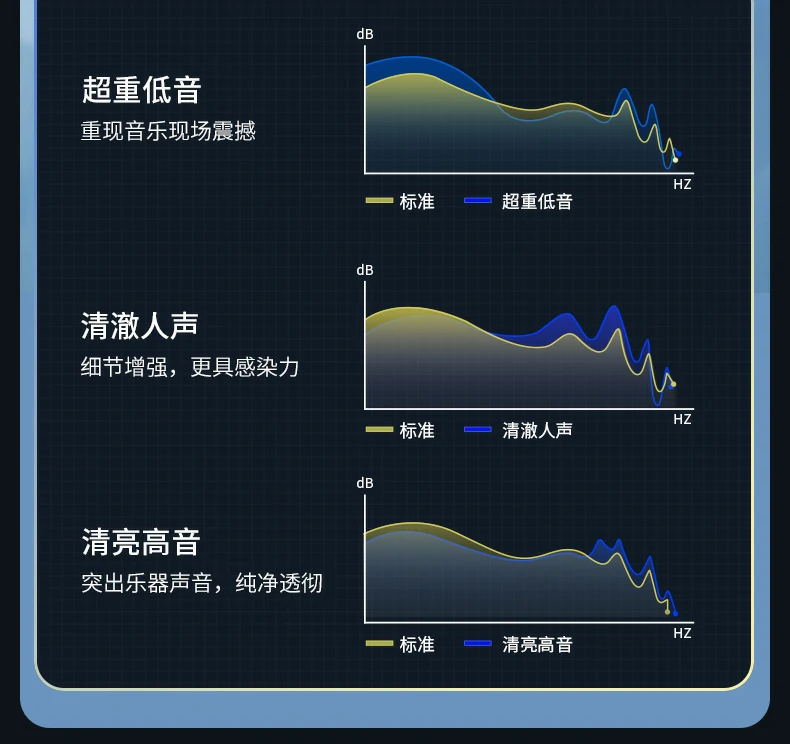 dB
超重低音
重现音乐现场震撼
HZ
标准 超重低音
dB
清澈人声
细节增强，更具感染力
HZ
标准 清澈人声
dB
清亮高音
突出乐器声音，纯净透彻
HZ
标准 清亮高音